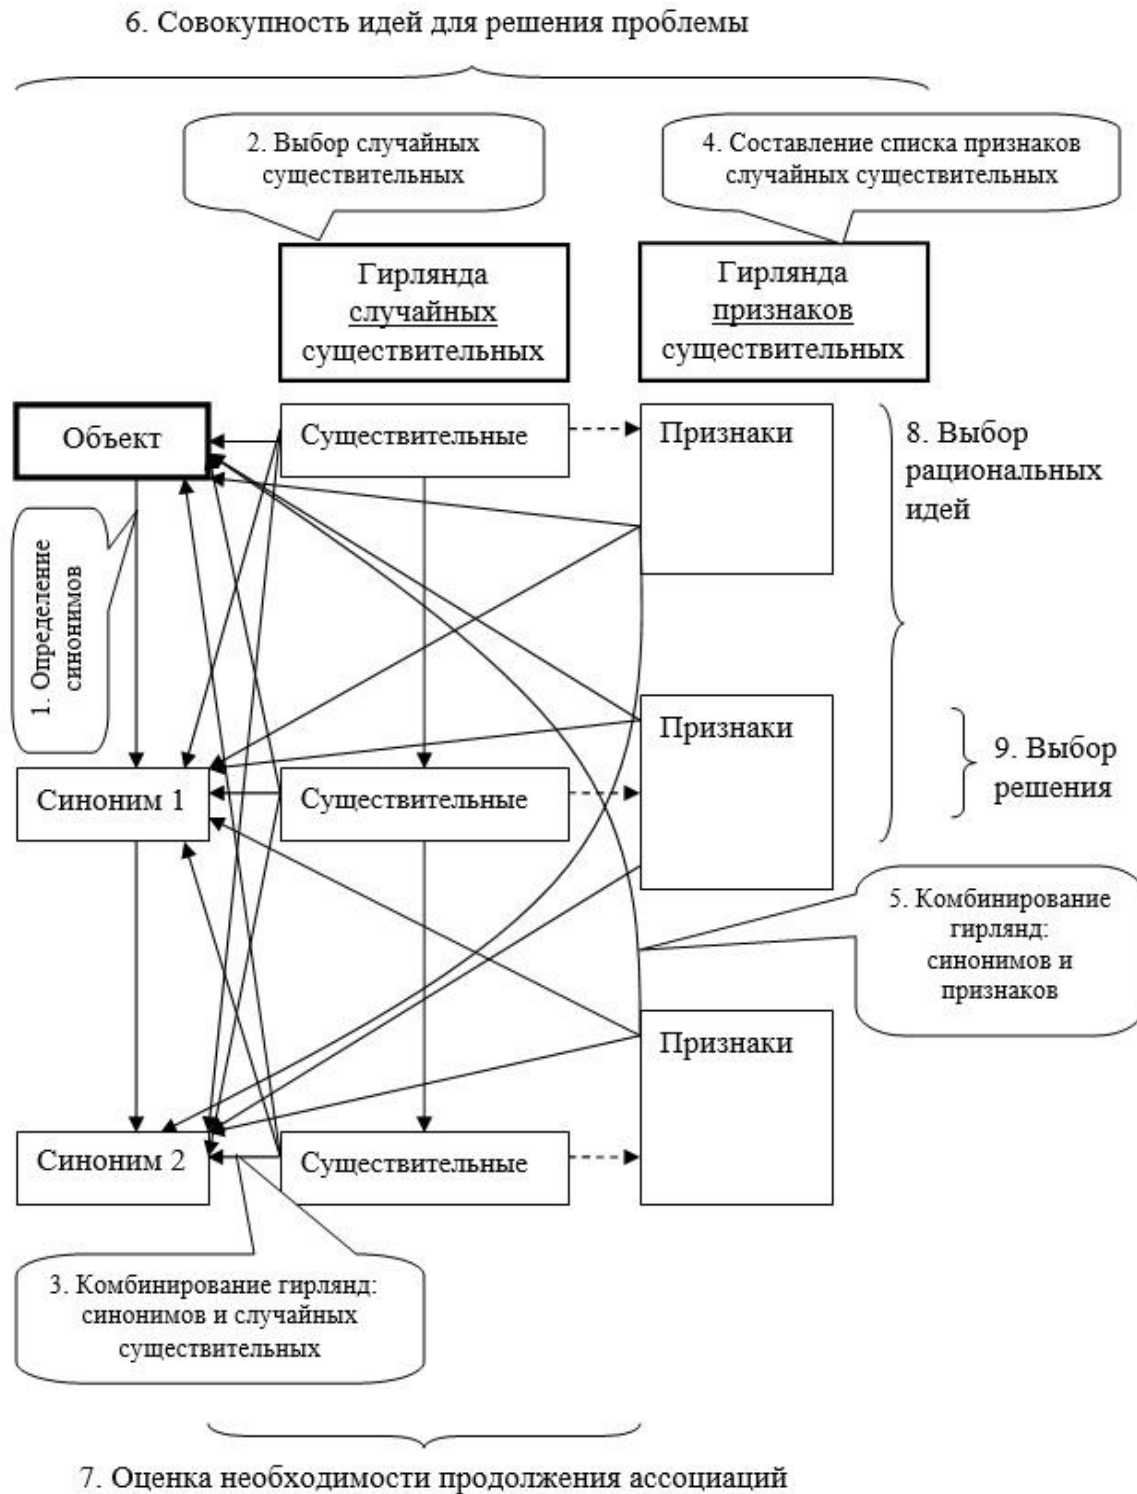 6. Совокупность идей для решения проблемы
2. Выбор случайных
существительных
4. Составление списка признаков
случайных существительных
Гирлянда
случайных
существительных
Гирлянда
признаков
существительных
Объект
Существительные
Признаки
8. Выбор
рациональных
идей
1. Определение
синонимов
Синоним 1
Существительные
Признаки
9. Выбор
решения
5. Комбинирование
гирлянд:
синонимов и
признаков
Синоним 2
Существительные
Признаки
3. Комбинирование гирлянд:
синонимов и случайных
существительных
7. Оценка необходимости продолжения ассоциаций